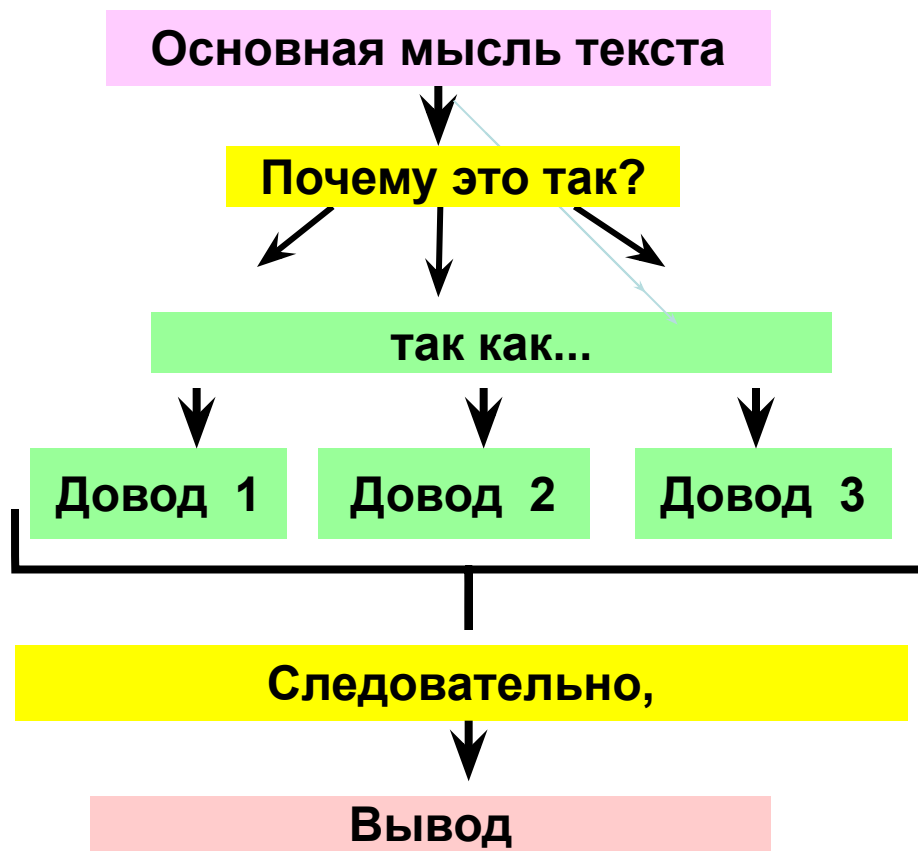 Основная мысль текста
Почему это так?
так как...
Довод 1
Довод 2
Довод 3
Следовательно,
Вывод